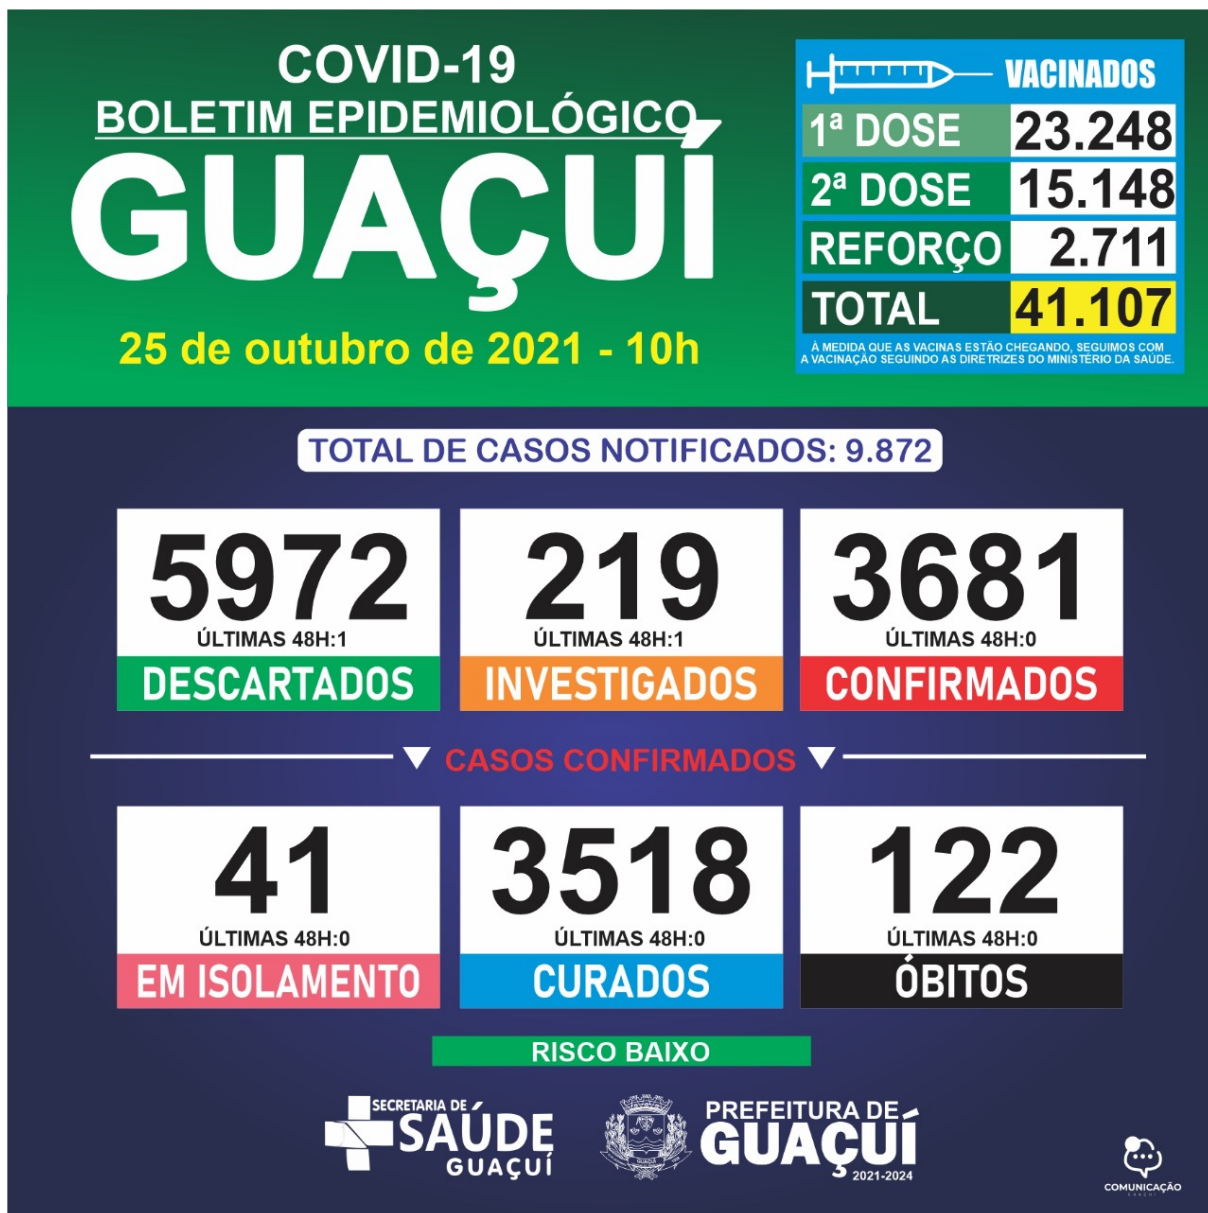 COVID-19
BOLETIM EPIDEMIOLÓGICO
GUAÇUÍ
25 de outubro de 2021 - 10h
VACINADOS
1ª DOSE 23.248
2ª DOSE 15.148
REFORÇO 2.711
TOTAL 41.107
À MEDIDA QUE AS VACINAS ESTÃO CHEGANDO, SEGUIMOS COM
A VACINAÇÃO SEGUINDO AS DIRETRIZES DO MINISTÉRIO DA SAÚDE.
TOTAL DE CASOS NOTIFICADOS: 9.872
5972
ÚLTIMAS 48H:1
DESCARTADOS
219
ÚLTIMAS 48H:1
INVESTIGADOS
3681
ÚLTIMAS 48H:0
CONFIRMADOS
CASOS CONFIRMADOS
41
ÚLTIMAS 48H:0
EM ISOLAMENTO
3518
ÚLTIMAS 48H:0
CURADOS
122
ÚLTIMAS 48H:0
ÓBITOS
RISCO BAIXO
SECRETARIA DE
SAÚDE
GUAÇUÍ
GUAÇUÍ
PREFEITURA DE
GUAÇUÍ
2021-2024
COMUNICAÇÃO
GUAÇUÍ